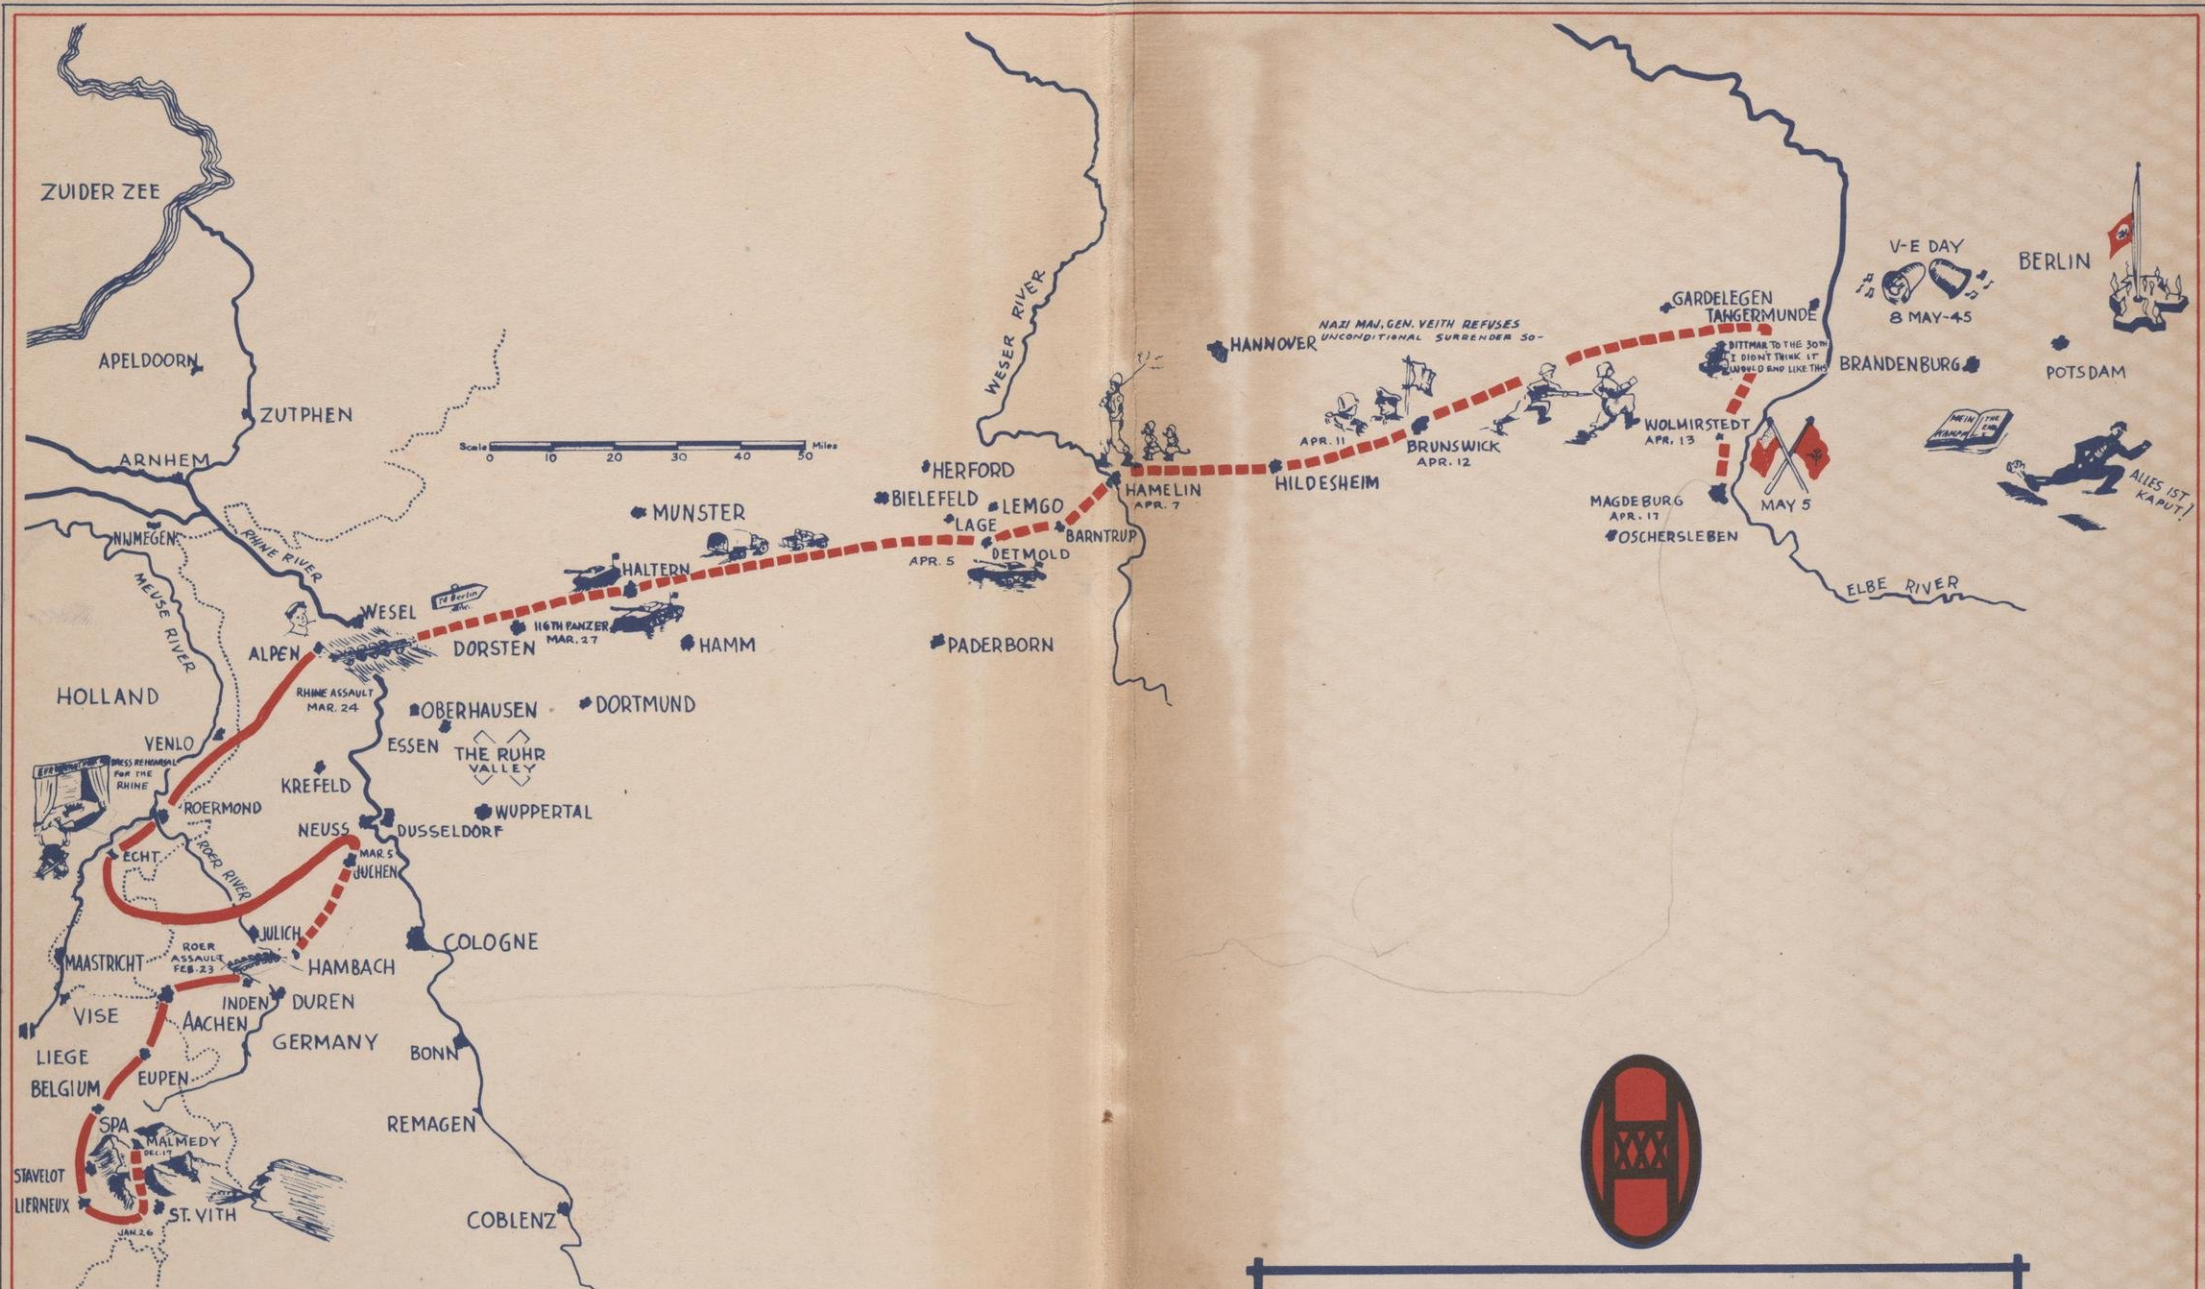 ZUIDER ZEE
APELDOORN
ZUTPHEN
ARNHEM
NIJMEGEN
RHINE RIVER
MEUSE RIVER
WESEL
To Berlin
ALPEN
RHINE ASSAULT
MAR. 24
HOLLAND
VENLO
DRESS REHEARSAL
FOR THE
RHINE
ROERMOND
ECHT
ROER RIVER
KREFELD
NEUSS
DUSSELDORF
MAR. 5
JUCHEN
JULICH
ROER
ASSAULT
FEB. 23
HAMBACH
MAASTRICHT
VISE
INDEN
DUREN
AACHEN
GERMANY
LIEGE
BELGIUM
EUPEN
SPA
MALMEDY
DEC. 17
STAVELOT
LIERNEUX
ST. VITH
JAN. 26
COLOGNE
BONN
REMAGEN
COBLENZ
Scale
0 10 20 30 40 50
Miles
MUNSTER
HALTERN
DORSTEN
116TH PANZER
MAR. 27
HAMM
OBERHAUSEN
DORTMUND
ESSEN
THE RUHR
VALLEY
WUPPERTAL
WESER RIVER
HERFORD
BIELEFELD
LEMGO
LAGE
BARNTRUP
DETMOLD
APR. 5
PADERBORN
HAMELIN
APR. 7
HANNOVER
NAZI MAJ. GEN. VEITH REFUSES
UNCONDITIONAL SURRENDER SO-
APR. 11
HILDESHEIM
BRUNSWICK
APR. 12
GARDELEGEN
TANGERMUNDE
DITTMAR TO THE 30TH
I DIDN'T THINK IT
WOULD END LIKE THIS
WOLMIRSTEDT
APR. 13
MAGDEBURG
APR. 17
OSCHERSLEBEN
MAY 5
ELBE RIVER
V-E DAY
8 MAY-45
BERLIN
BRANDENBURG
POTSDAM
MEIN
KAMPF
THE
END
ALLES IST
KAPUT!
XXX